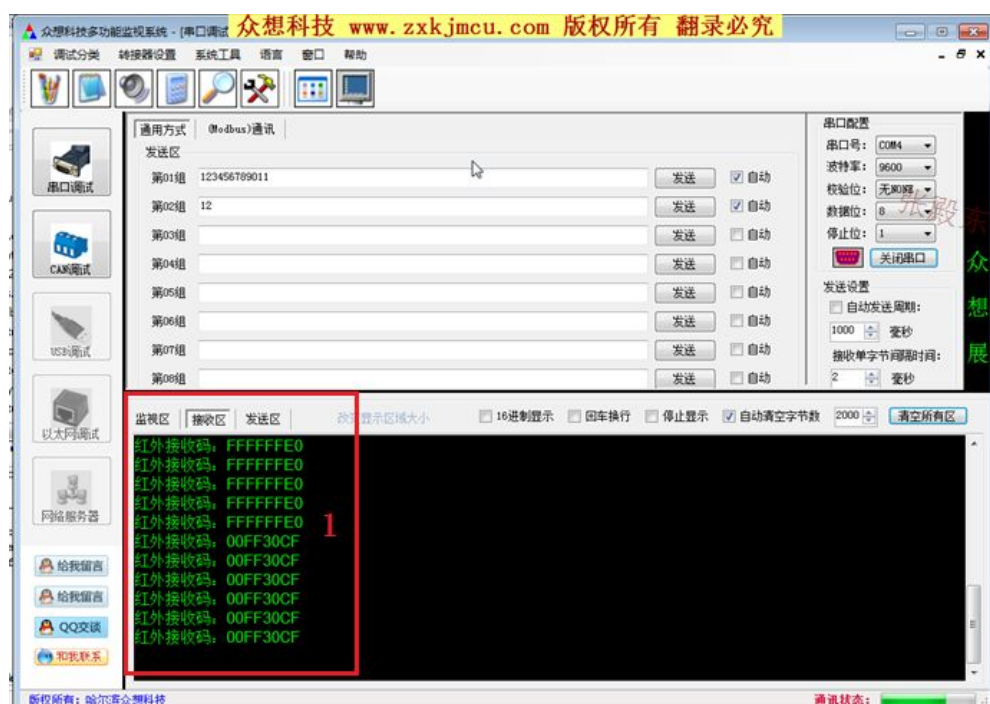 众想科技 www.zxkjmcu.com 版权所有 翻录必究
众想科技多功能监视系统 - [串口调试
调试分类 转接器设置 系统工具 语言 窗口 帮助
通用方式 (Modbus)通讯
发送区
第01组 123456789011 发送 自动
第02组 12 发送 自动
第03组 发送 自动
第04组 发送 自动
第05组 发送 自动
第06组 发送 自动
第07组 发送 自动
第08组 发送 自动
串口配置
串口号: COM4
波特率: 9600
校验位: 无NONE
数据位: 8
停止位: 1
关闭串口
张殿东
众想展
发送设置
自动发送周期:
1000 毫秒
接收单字节间隔时间:
2 毫秒
串口调试
CAN调试
USB调试
以太网调试
网络服务器
给我留言
给我留言
QQ交谈
和我联系
监视区 接收区 发送区 改变显示区域大小 16进制显示 回车换行 停止显示 自动清空字节数 2000 清空所有区
红外接收码: FFFFFFE0
红外接收码: FFFFFFE0
红外接收码: FFFFFFE0
红外接收码: FFFFFFE0
红外接收码: FFFFFFE0
红外接收码: 00FF30CF
红外接收码: 00FF30CF
红外接收码: 00FF30CF
红外接收码: 00FF30CF
红外接收码: 00FF30CF
红外接收码: 00FF30CF
1
版权所有: 哈尔滨众想科技 通讯状态: